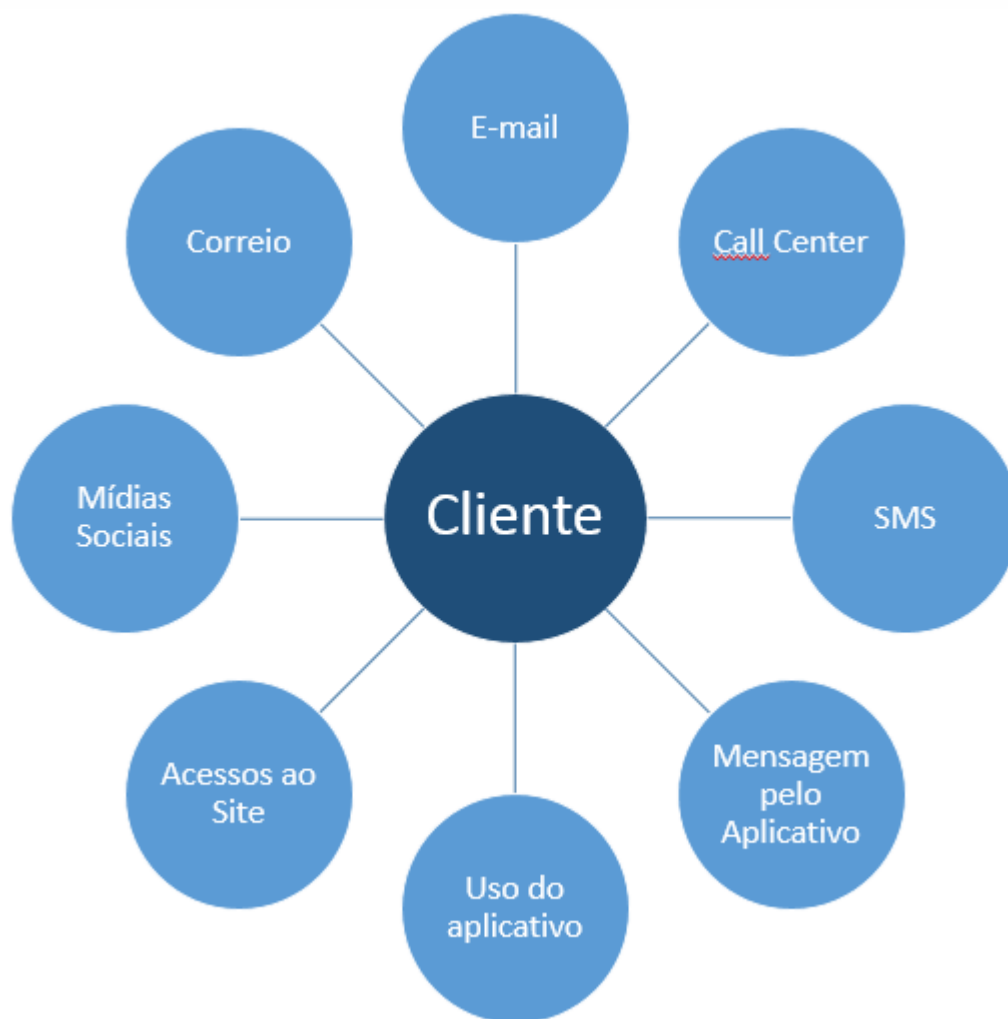 E-mail
Correio
Call Center
Mídias
Sociais
Cliente
SMS
Acessos ao
Site
Mensagem
pelo
Aplicativo
Uso do
aplicativo